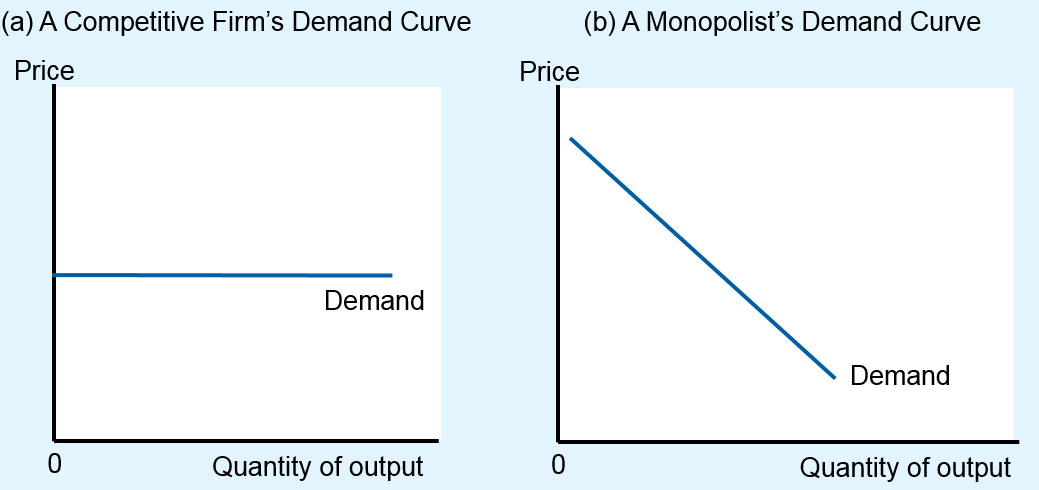 (a) A Competitive Firm’s Demand Curve
Price
Demand
0
Quantity of output
(b) A Monopolist’s Demand Curve
Price
Demand
0
Quantity of output